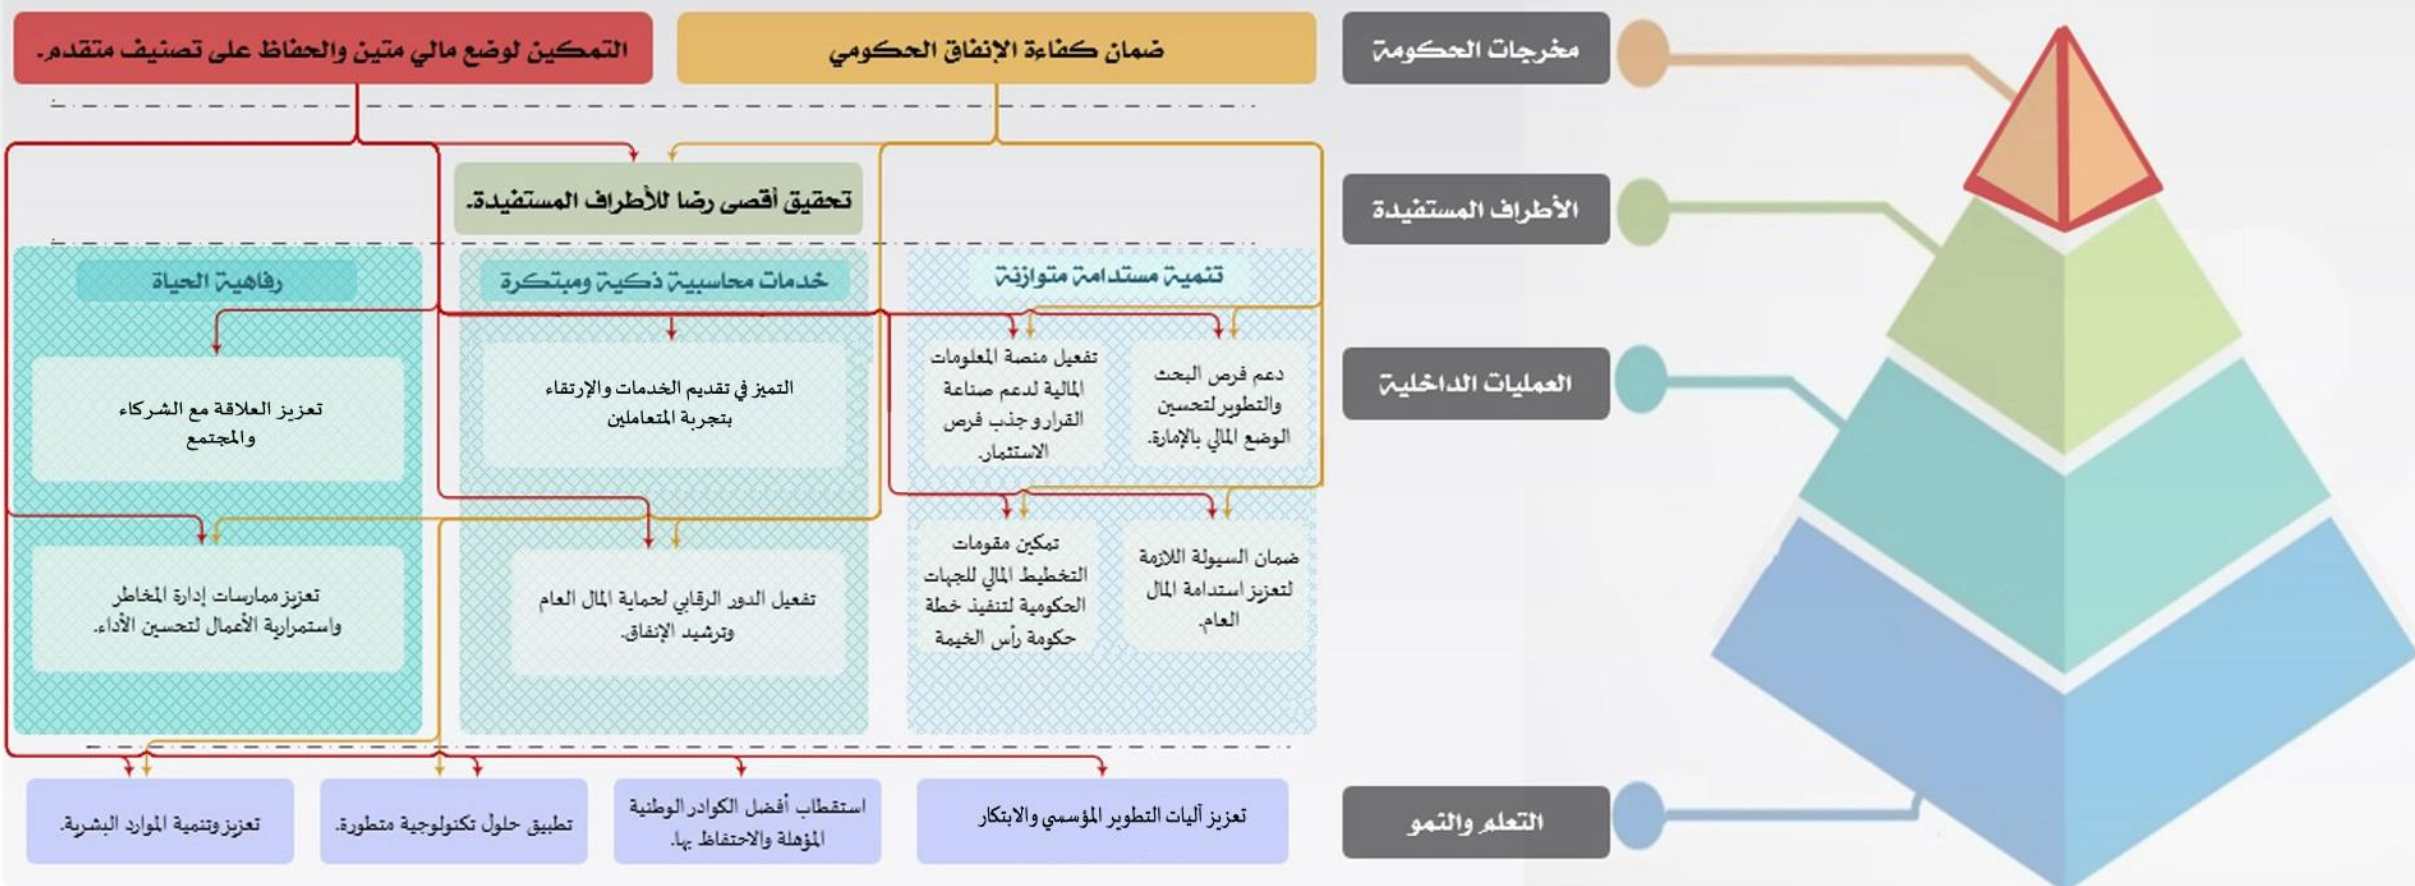 مخرجات الحكومة
ضمان كفاءة الإنفاق الحكومي
التمكين لوضع مالي متين والحفاظ على تصنيف متقدم.
الأطراف المستفيدة
تحقيق أقصى رضا للأطراف المستفيدة.
العمليات الداخلية
تنمية مستدامة متوازنة
دعم فرص البحث
والتطوير لتحسين
الوضع المالي بالإمارة.
تفعيل منصة المعلومات
المالية لدعم صناعة
القرار و جذب فرص
الاستثمار.
ضمان السيولة اللازمة
لتعزيز استدامة المال
العام.
تمكين مقومات
التخطيط المالي للجهات
الحكومية لتنفيذ خطة
حكومة رأس الخيمة
خدمات محاسبية ذكية ومبتكرة
التميز في تقديم الخدمات والإرتقاء
بتجربة المتعاملين
تفعيل الدور الرقابي لحماية المال العام
وترشيد الإنفاق.
رفاهية الحياة
تعزيز العلاقة مع الشركاء
والمجتمع
تعزيز ممارسات إدارة المخاطر
واستمرارية الأعمال لتحسين الأداء.
التعلم والنمو
تعزيز آليات التطوير المؤسسي والابتكار
استقطاب أفضل الكوادر الوطنية
المؤهلة والاحتفاظ بها.
تطبيق حلول تكنولوجية متطورة.
تعزيز وتنمية الموارد البشرية.